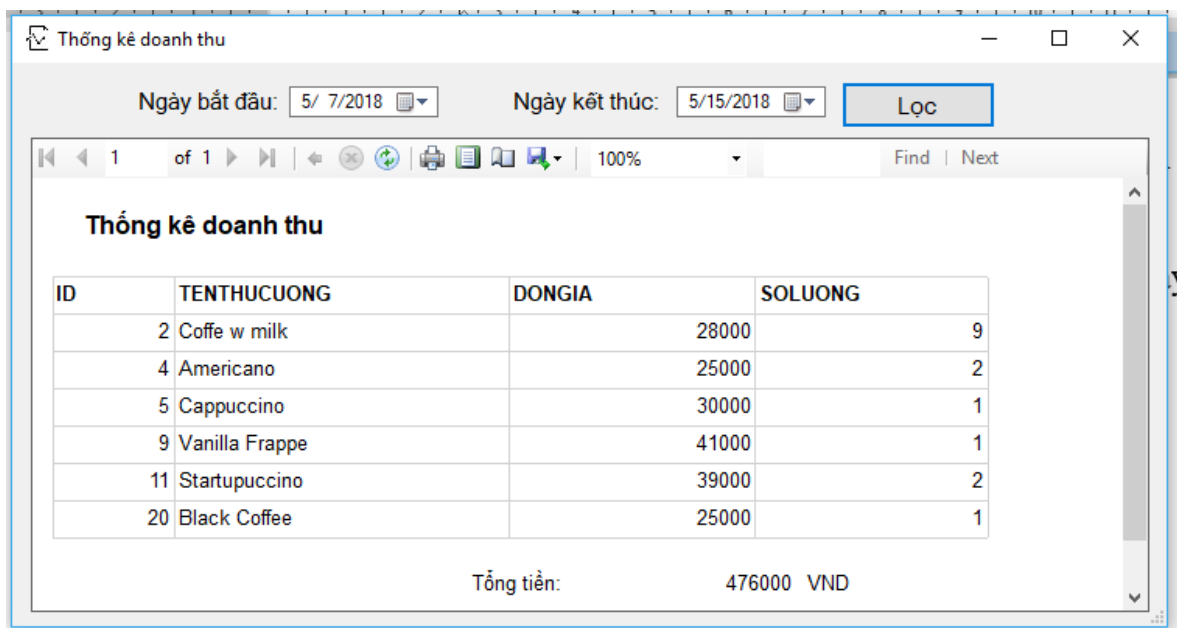 Thống kê doanh thu
Ngày bắt đầu: 5/ 7/2018 Ngày kết thúc: 5/15/2018 Lọc
1 of 1 100% Find | Next
Thống kê doanh thu
ID TENTHUCUONG DONGIA SOLUONG
2 Coffe w milk 28000 9
4 Americano 25000 2
5 Cappuccino 30000 1
9 Vanilla Frappe 41000 1
11 Startupuccino 39000 2
20 Black Coffee 25000 1
Tổng tiền: 476000 VND